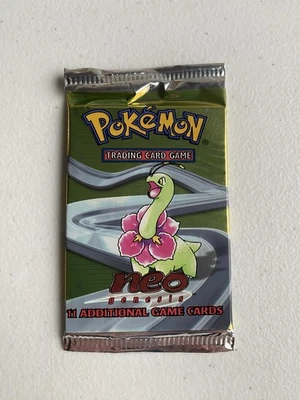 POKéMON
TRADING CARD GAME
neo
genesis
11 ADDITIONAL GAME CARDS